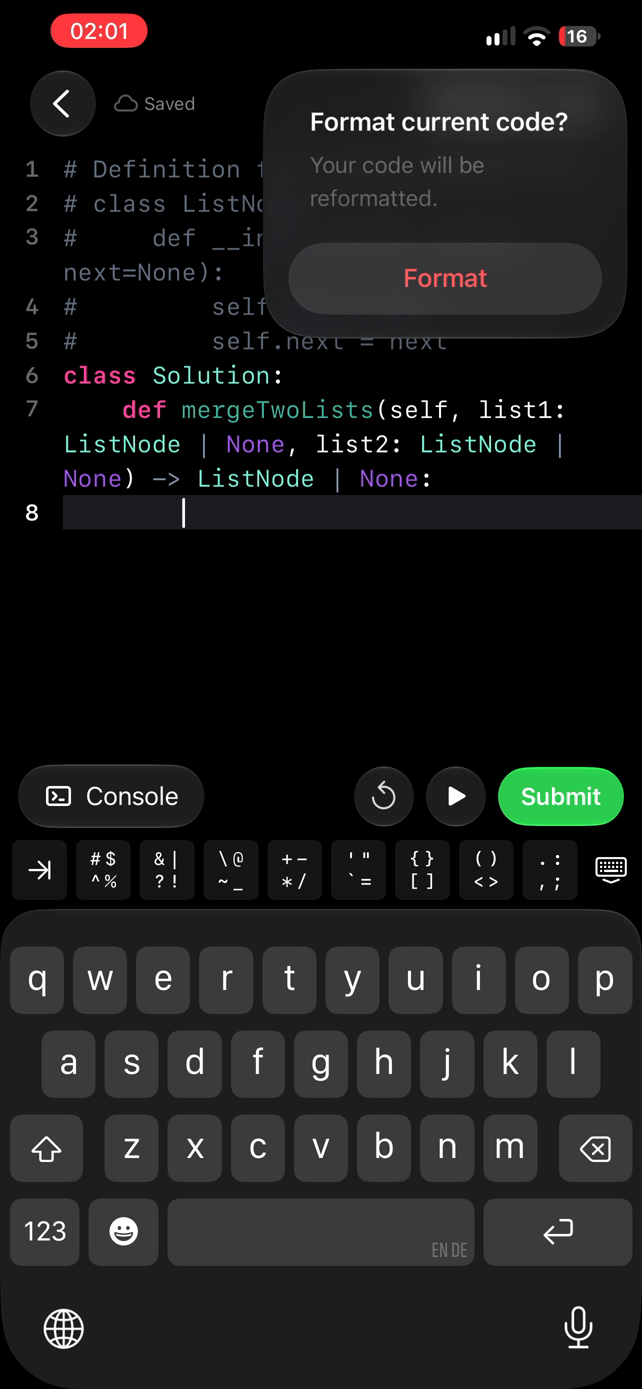 02:01
16
Saved
Format current code?
Your code will be
reformatted.
Format
1 # Definition
2 # class
3 #     def
next=None):
4 #         self
5 #         self.next = next
6 class Solution:
7     def mergeTwoLists(self, list1:
ListNode | None, list2: ListNode |
None) -> ListNode | None:
8
Console
Submit
#$ &| \@ +- '" {} () .:
^% ?! ~_ */ `= [] <> ,;
q w e r t y u i o p
a s d f g h j k l
z x c v b n m
123
EN DE